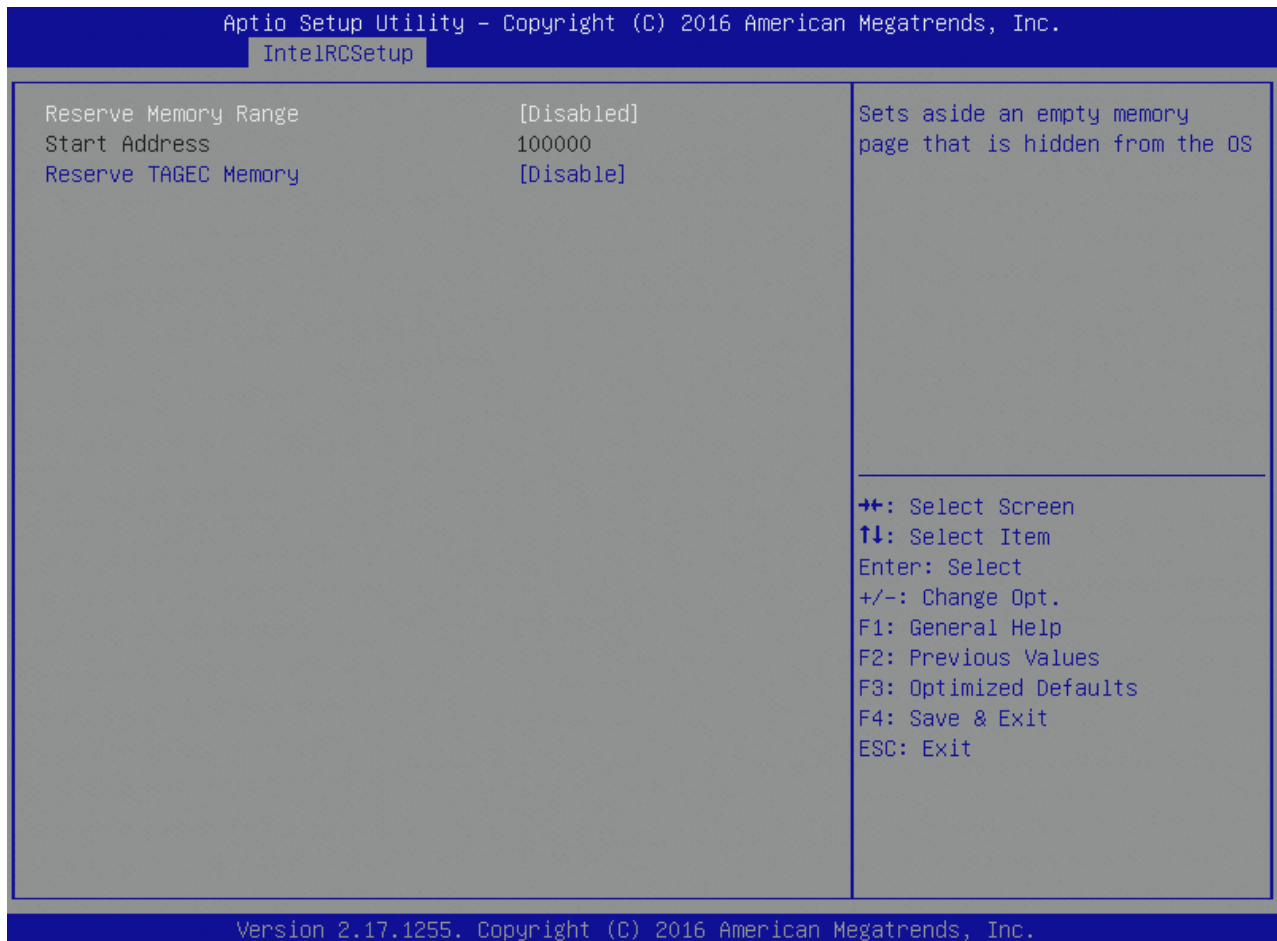 Aptio Setup Utility – Copyright (C) 2016 American Megatrends, Inc.
IntelRCSetup
Reserve Memory Range [Disabled]
Start Address 100000
Reserve TAGEC Memory [Disable]
Sets aside an empty memory
page that is hidden from the OS
→←: Select Screen
↑↓: Select Item
Enter: Select
+/-: Change Opt.
F1: General Help
F2: Previous Values
F3: Optimized Defaults
F4: Save & Exit
ESC: Exit
Version 2.17.1255. Copyright (C) 2016 American Megatrends, Inc.